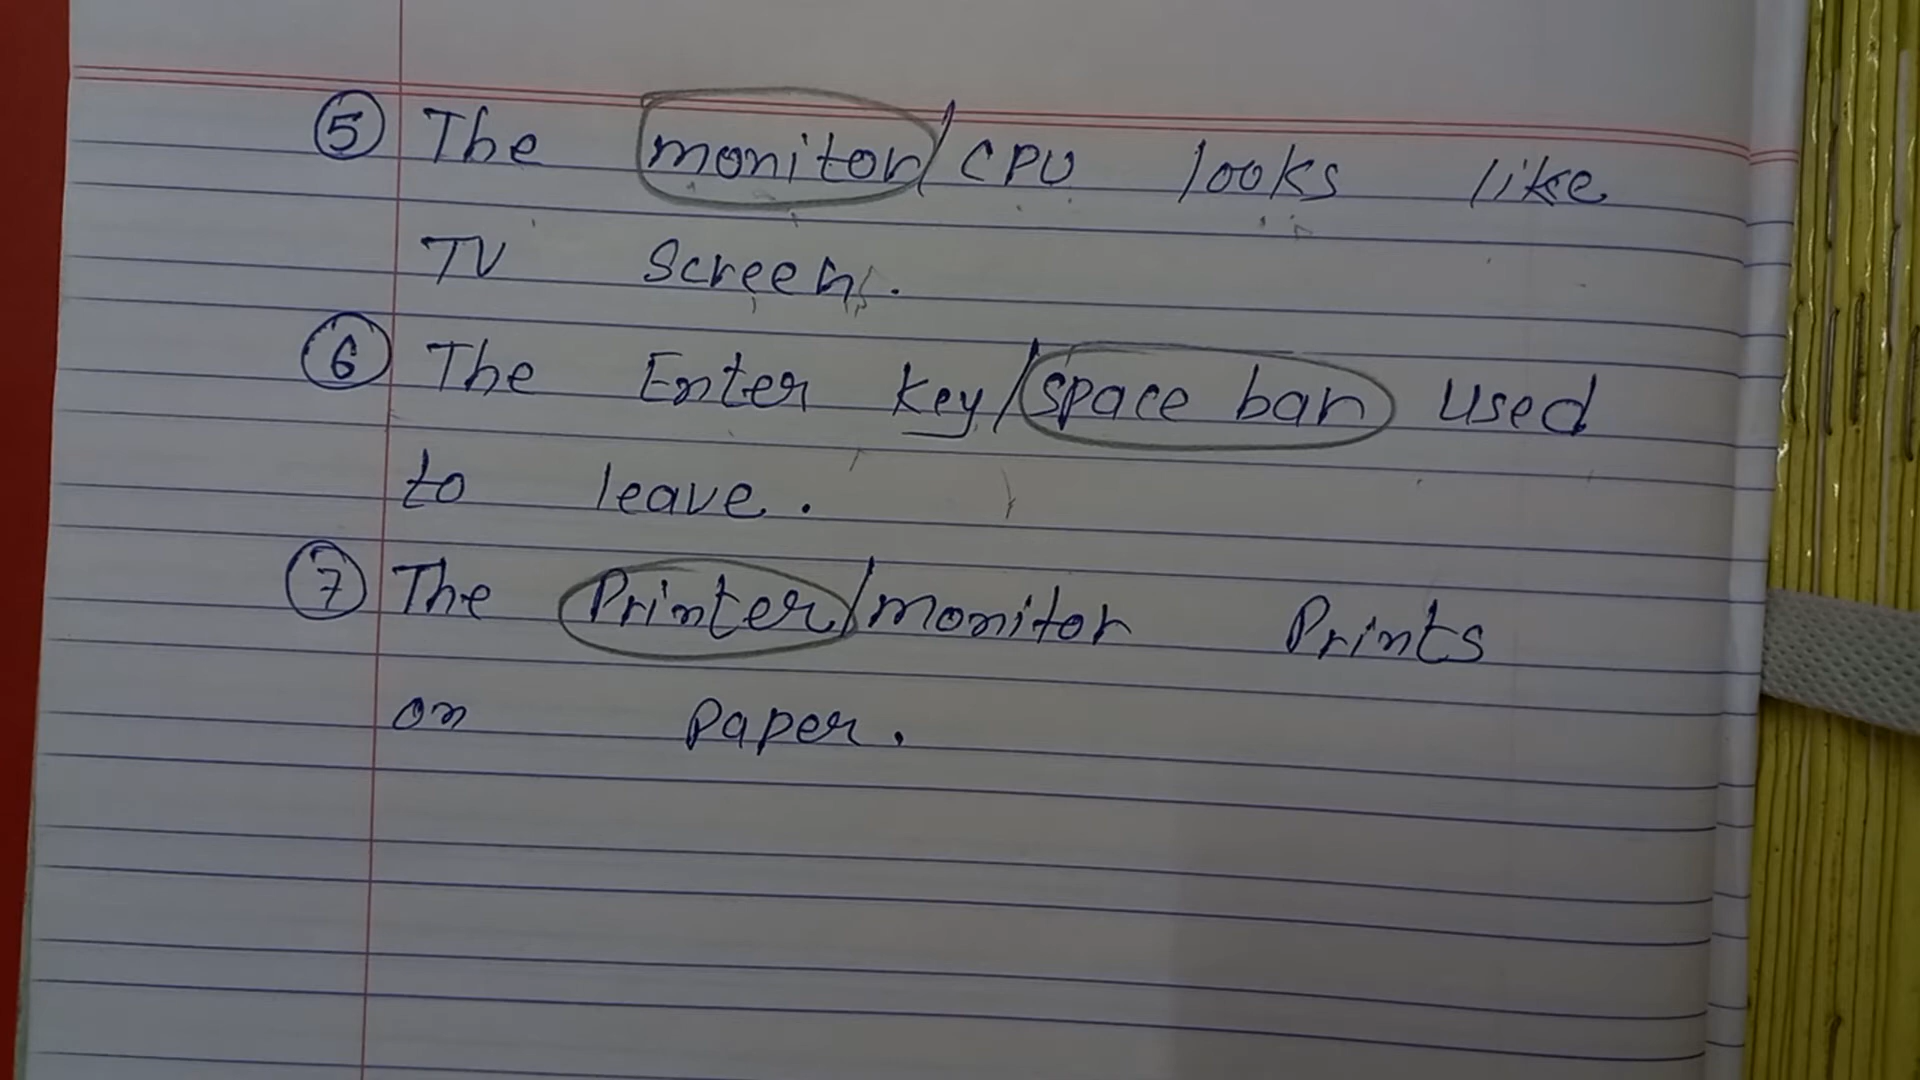 5 The monitor/CPU looks like
TV Screen.
6 The Enter key/space bar used
to leave.
7 The Printer/monitor Prints
on Paper.